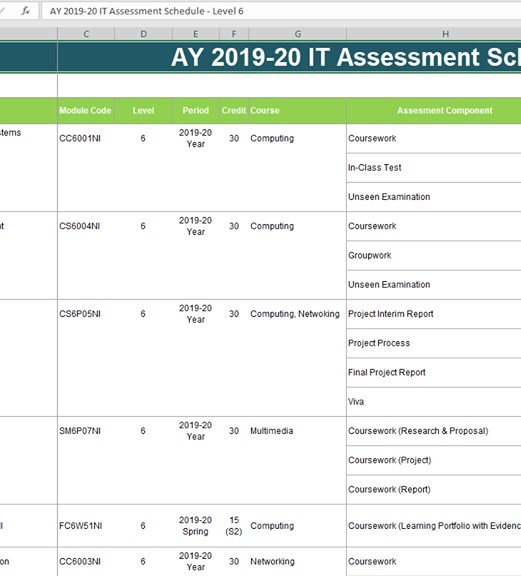 fx AY 2019-20 IT Assessment Schedule - Level 6
C D E F G H
AY 2019-20 IT Assessment Sch
Module Code Level Period Credit Course Assesment Component
stems CC6001NI 6 2019-20 Year 30 Computing Coursework
In-Class Test
Unseen Examination
nt CS6004NI 6 2019-20 Year 30 Computing Coursework
Groupwork
Unseen Examination
CS6P05NI 6 2019-20 Year 30 Computing, Netwoking Project Interim Report
Project Process
Final Project Report
Viva
SM6P07NI 6 2019-20 Year 30 Multimedia Coursework (Research & Proposal)
Coursework (Project)
Coursework (Report)
FC6W51NI 6 2019-20 Spring 15 (S2) Computing Coursework (Learning Portfolio with Evidenc
on CC6003NI 6 2019-20 Year 30 Networking Coursework